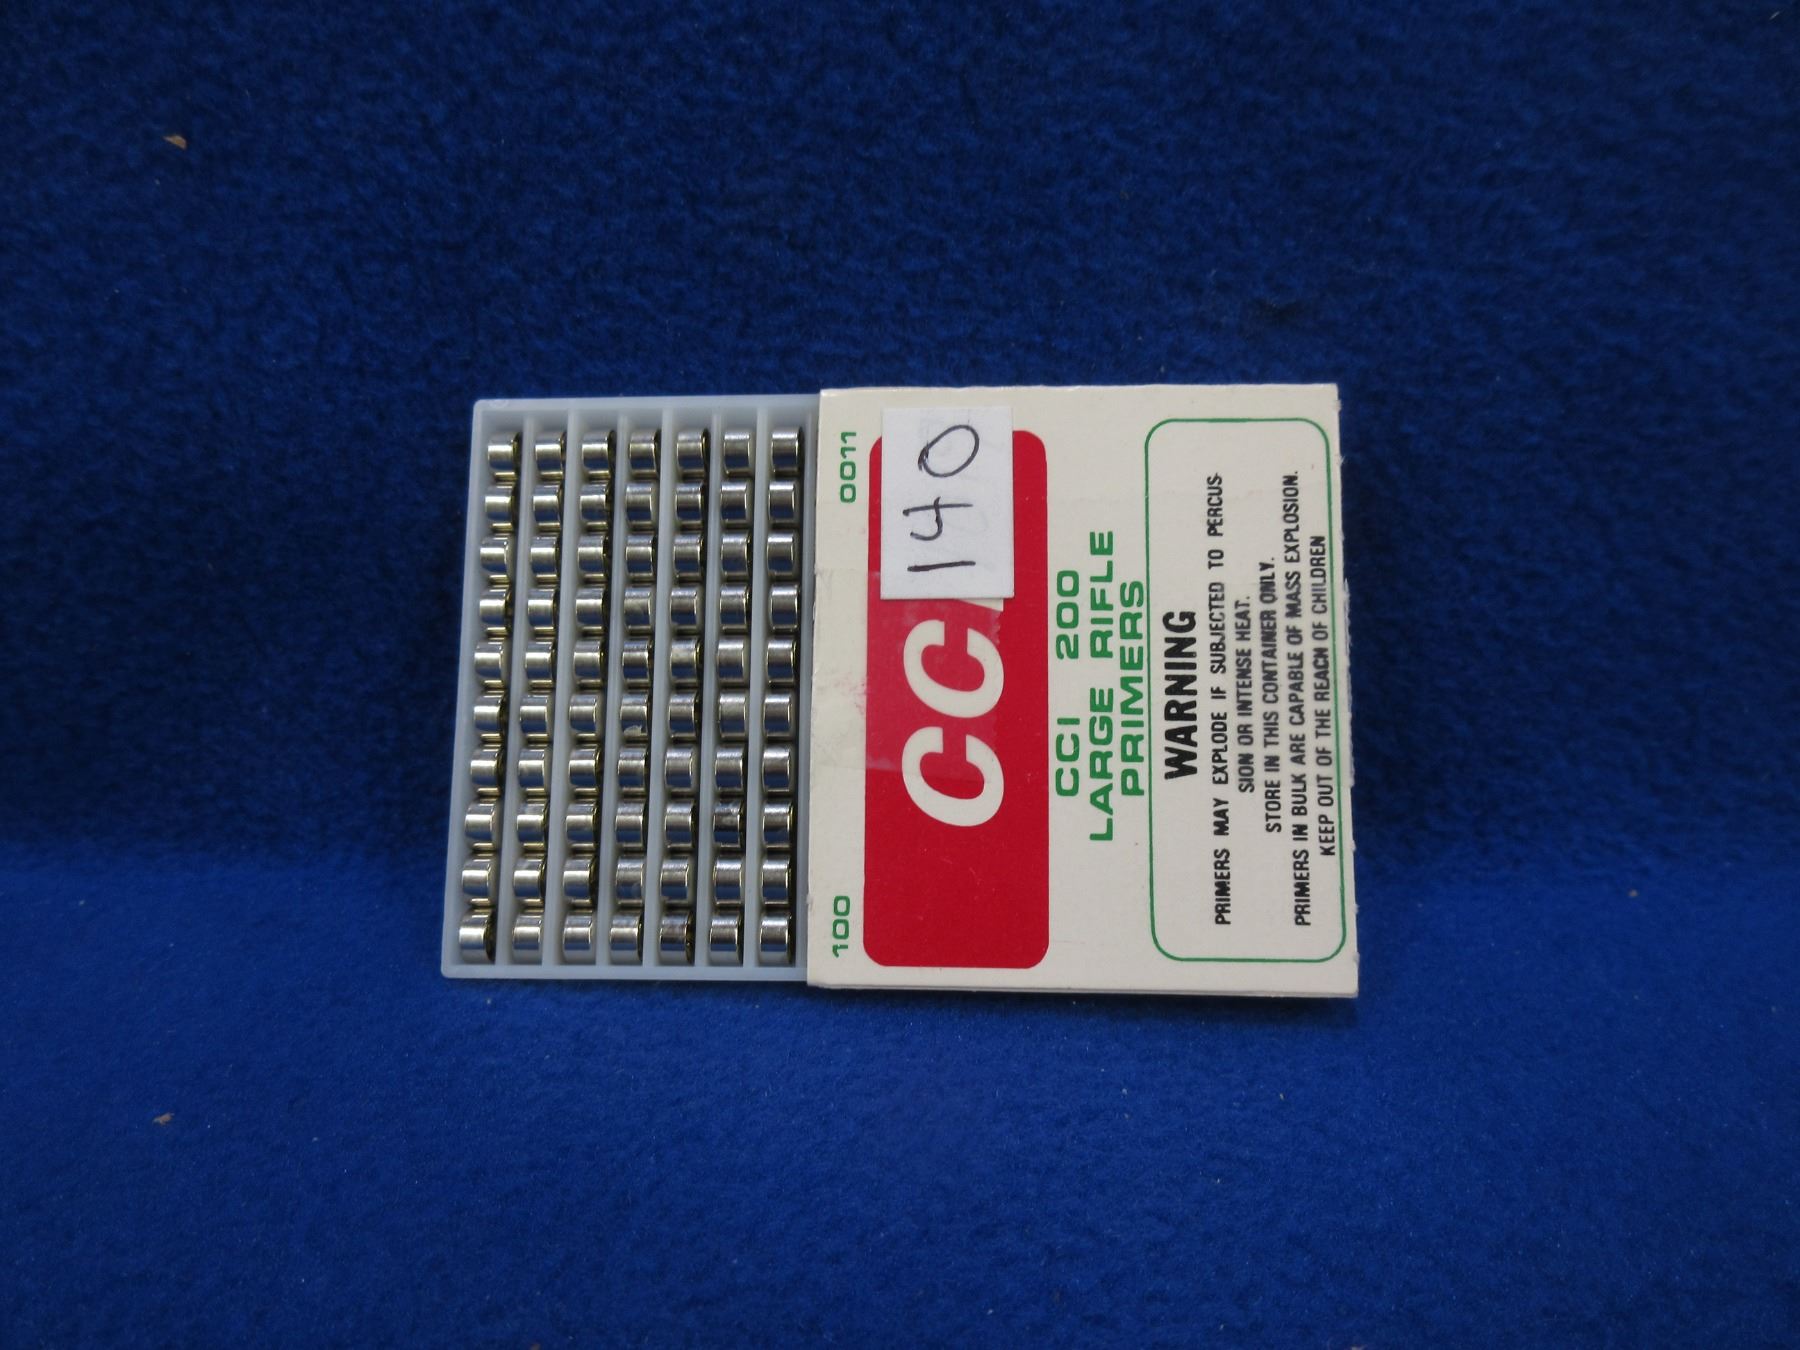 100 0011
CC
140
CCI 200
LARGE RIFLE
PRIMERS
WARNING
PRIMERS MAY EXPLODE IF SUBJECTED TO PERCUS-
SION OR INTENSE HEAT.
STORE IN THIS CONTAINER ONLY.
PRIMERS IN BULK ARE CAPABLE OF MASS EXPLOSION.
KEEP OUT OF THE REACH OF CHILDREN